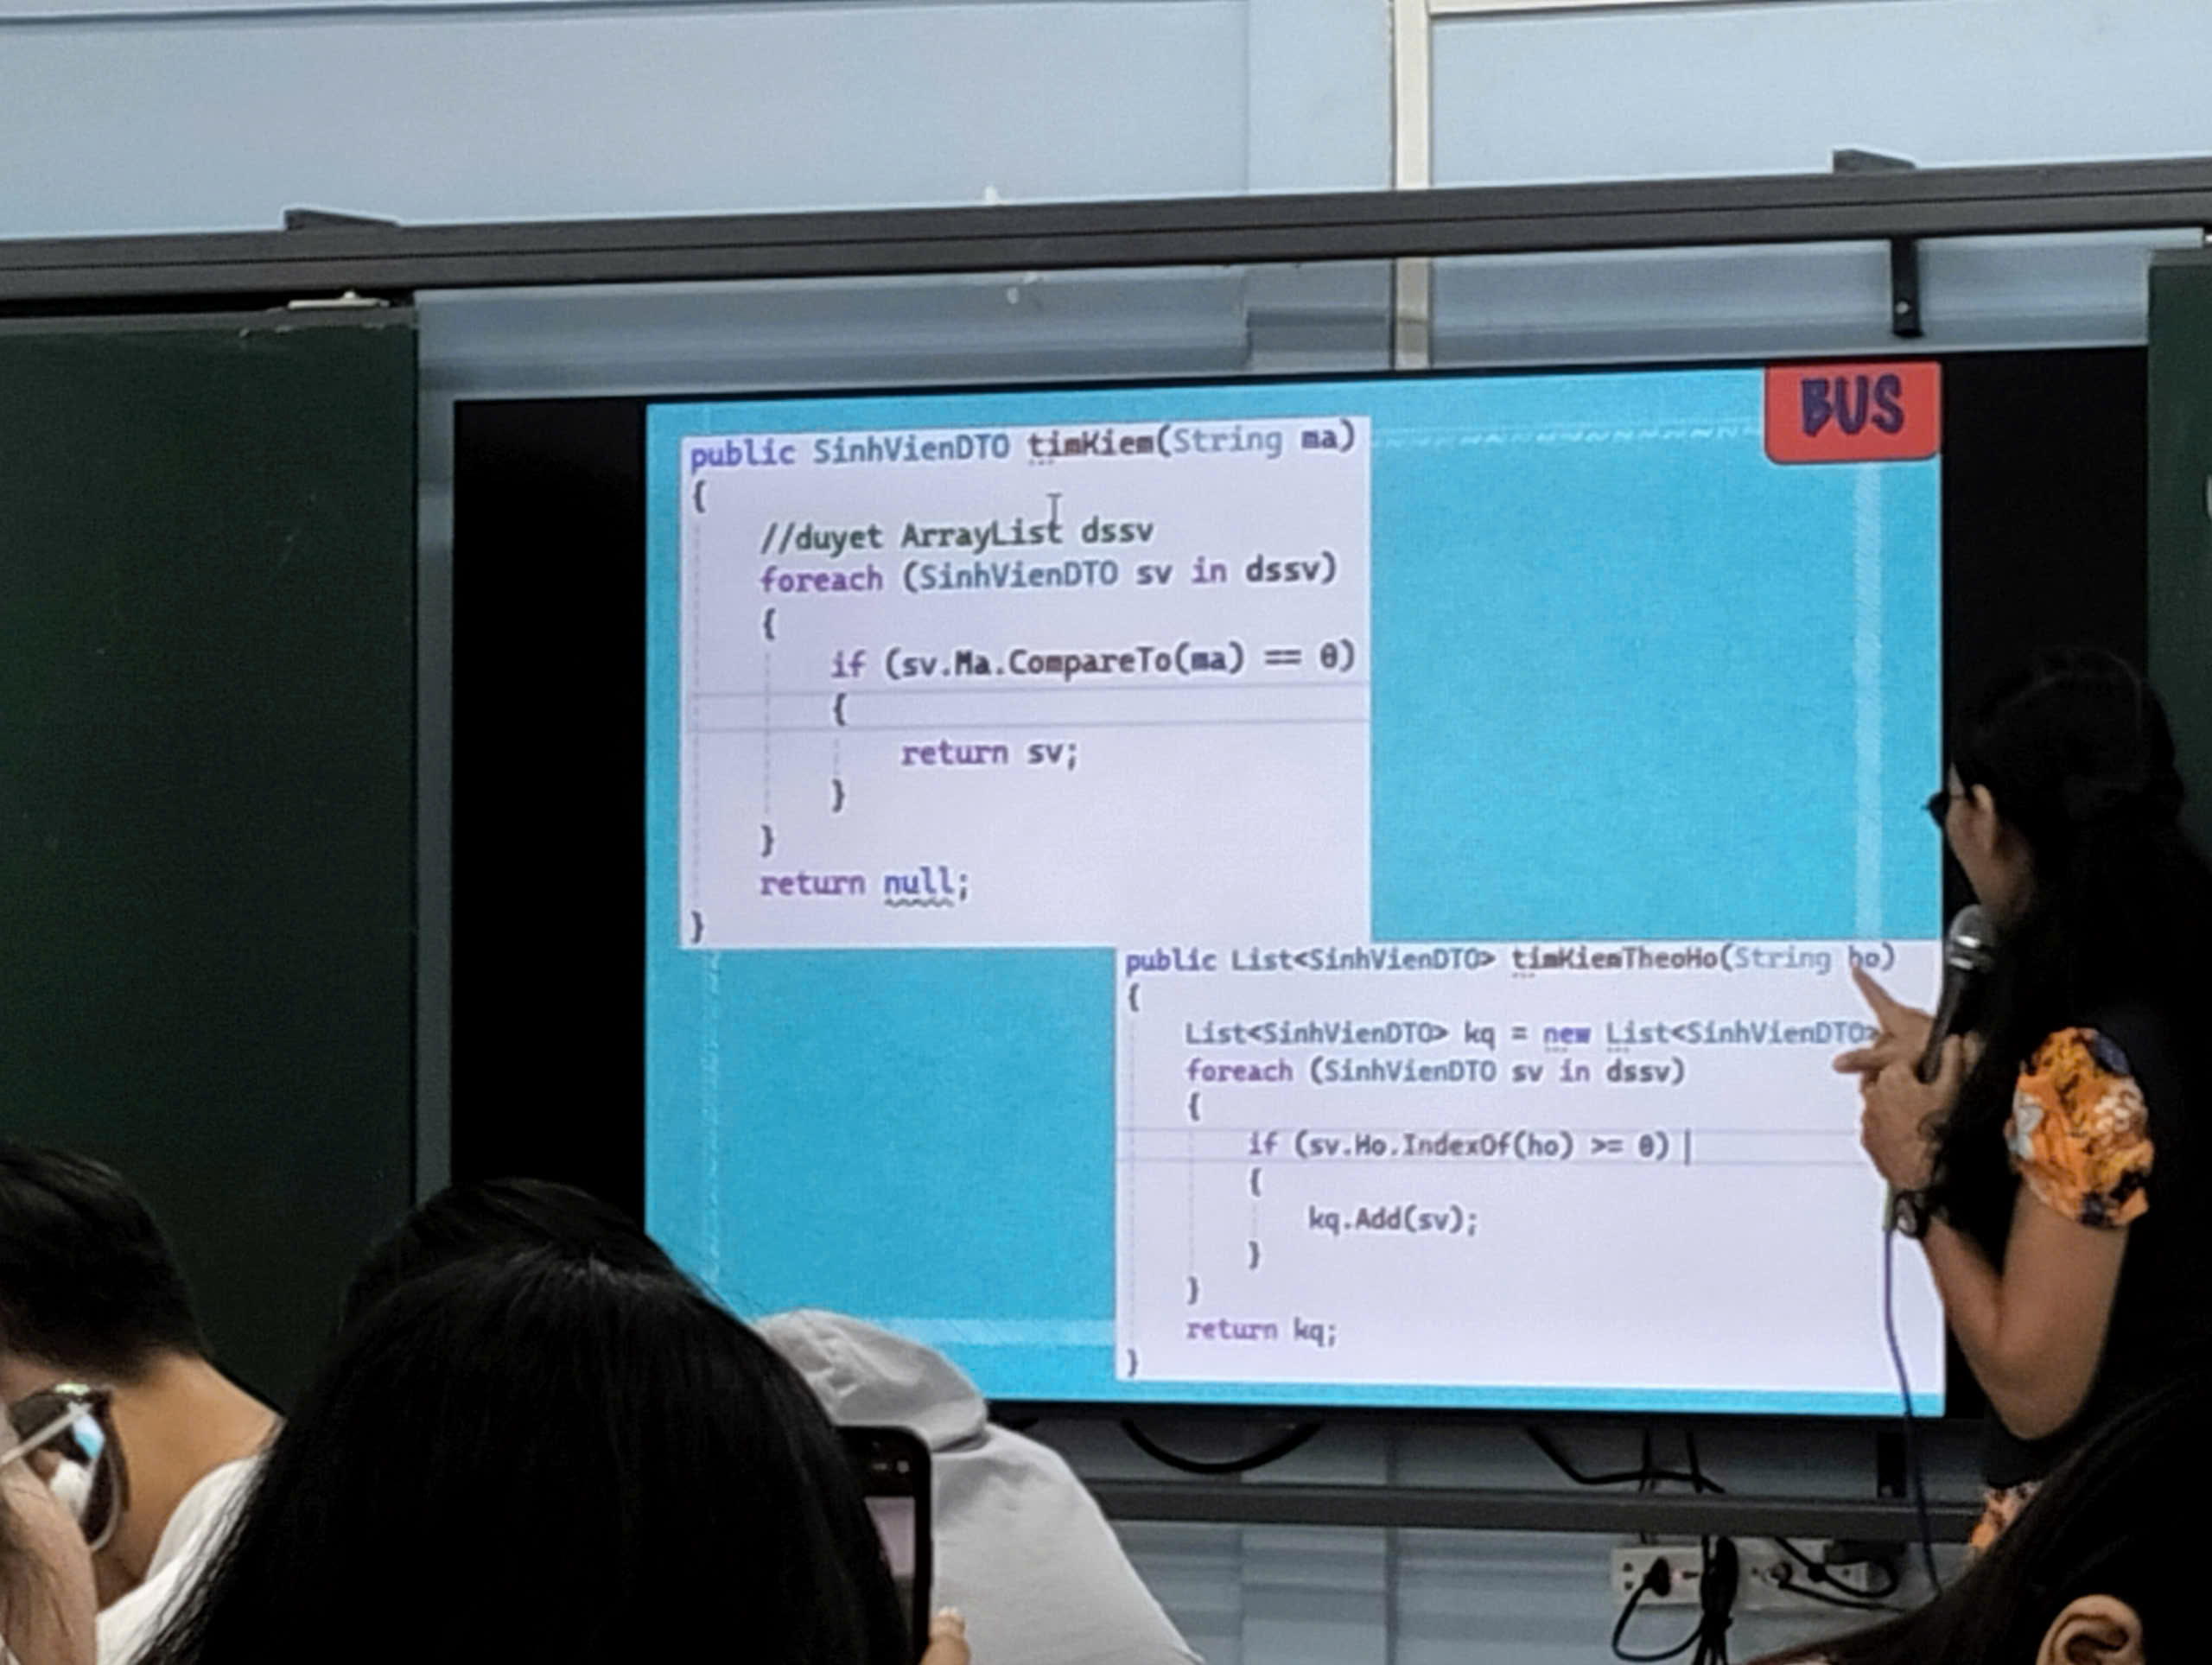 BUS
public SinhVienDTO timKiem(String ma)
{
//duyet ArrayList dssv
foreach (SinhVienDTO sv in dssv)
{
if (sv.Ma.CompareTo(ma) == 0)
{
return sv;
}
}
return null;
}
public List<SinhVienDTO> timKiemTheoHo(String ho)
{
List<SinhVienDTO> kq = new List<SinhVienDTO>
foreach (SinhVienDTO sv in dssv)
{
if (sv.Ho.IndexOf(ho) >= 0)
{
kq.Add(sv);
}
}
return kq;
}